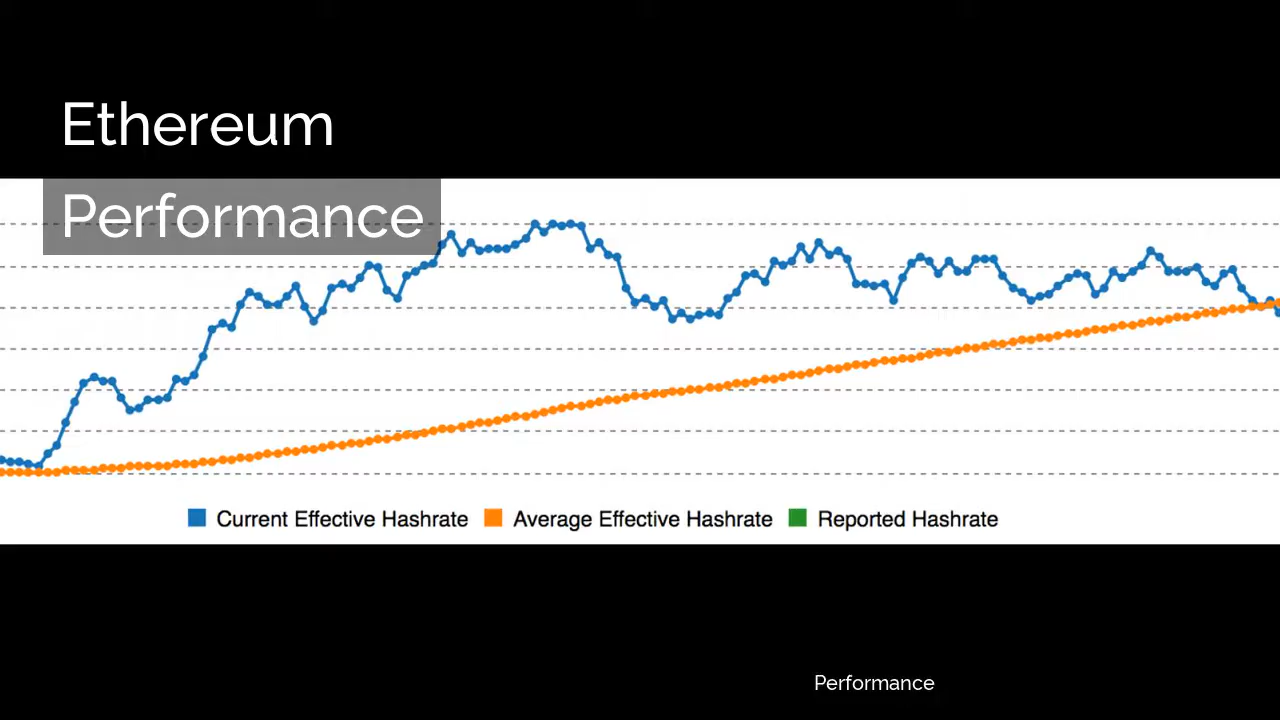 Ethereum
Performance
Current Effective Hashrate Average Effective Hashrate Reported Hashrate
Performance